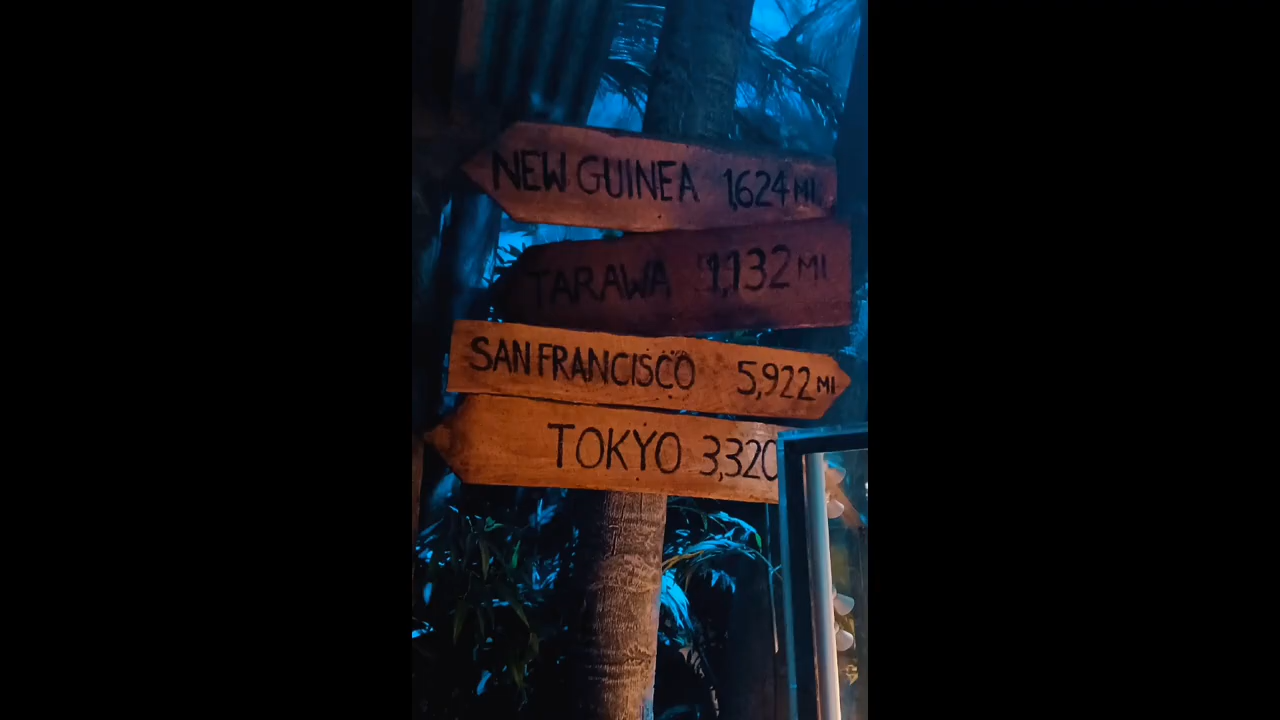 NEW GUINEA 1,624 MI.
TARAWA 1,132 MI
SAN FRANCISCO 5,922 MI
TOKYO 3,320